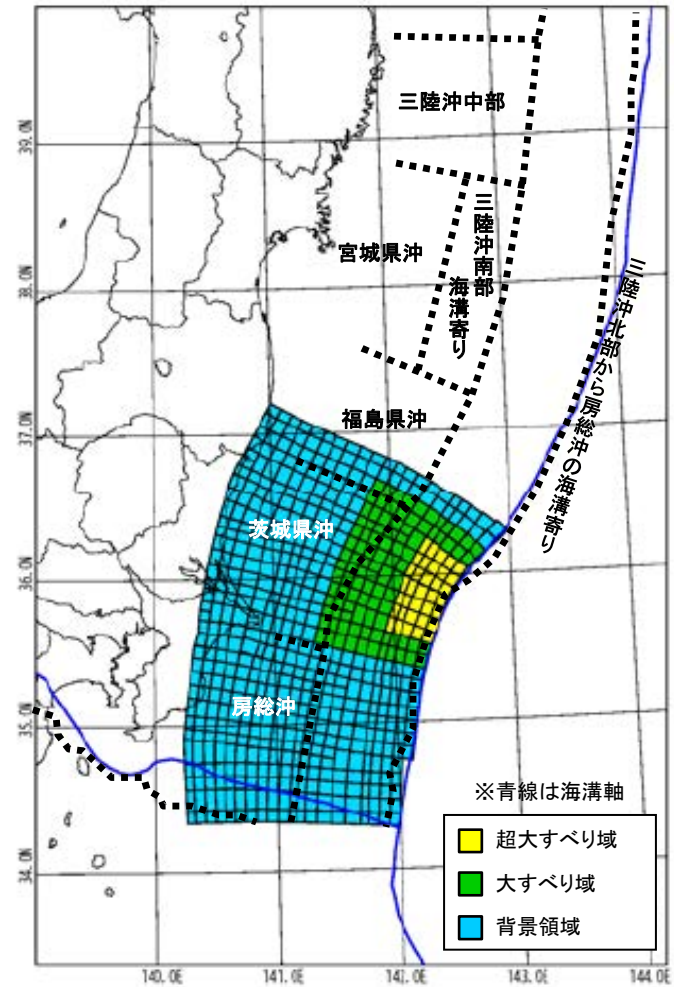 三陸沖中部
39.0N
三陸沖南部
海溝寄り
宮城県沖
38.0N
三陸沖北部から房総沖の海溝寄り
福島県沖
37.0N
茨城県沖
36.0N
房総沖
35.0N
※青線は海溝軸
超大すべり域
大すべり域
背景領域
34.0N
140.0E
141.0E
142.0E
143.0E
144.0E